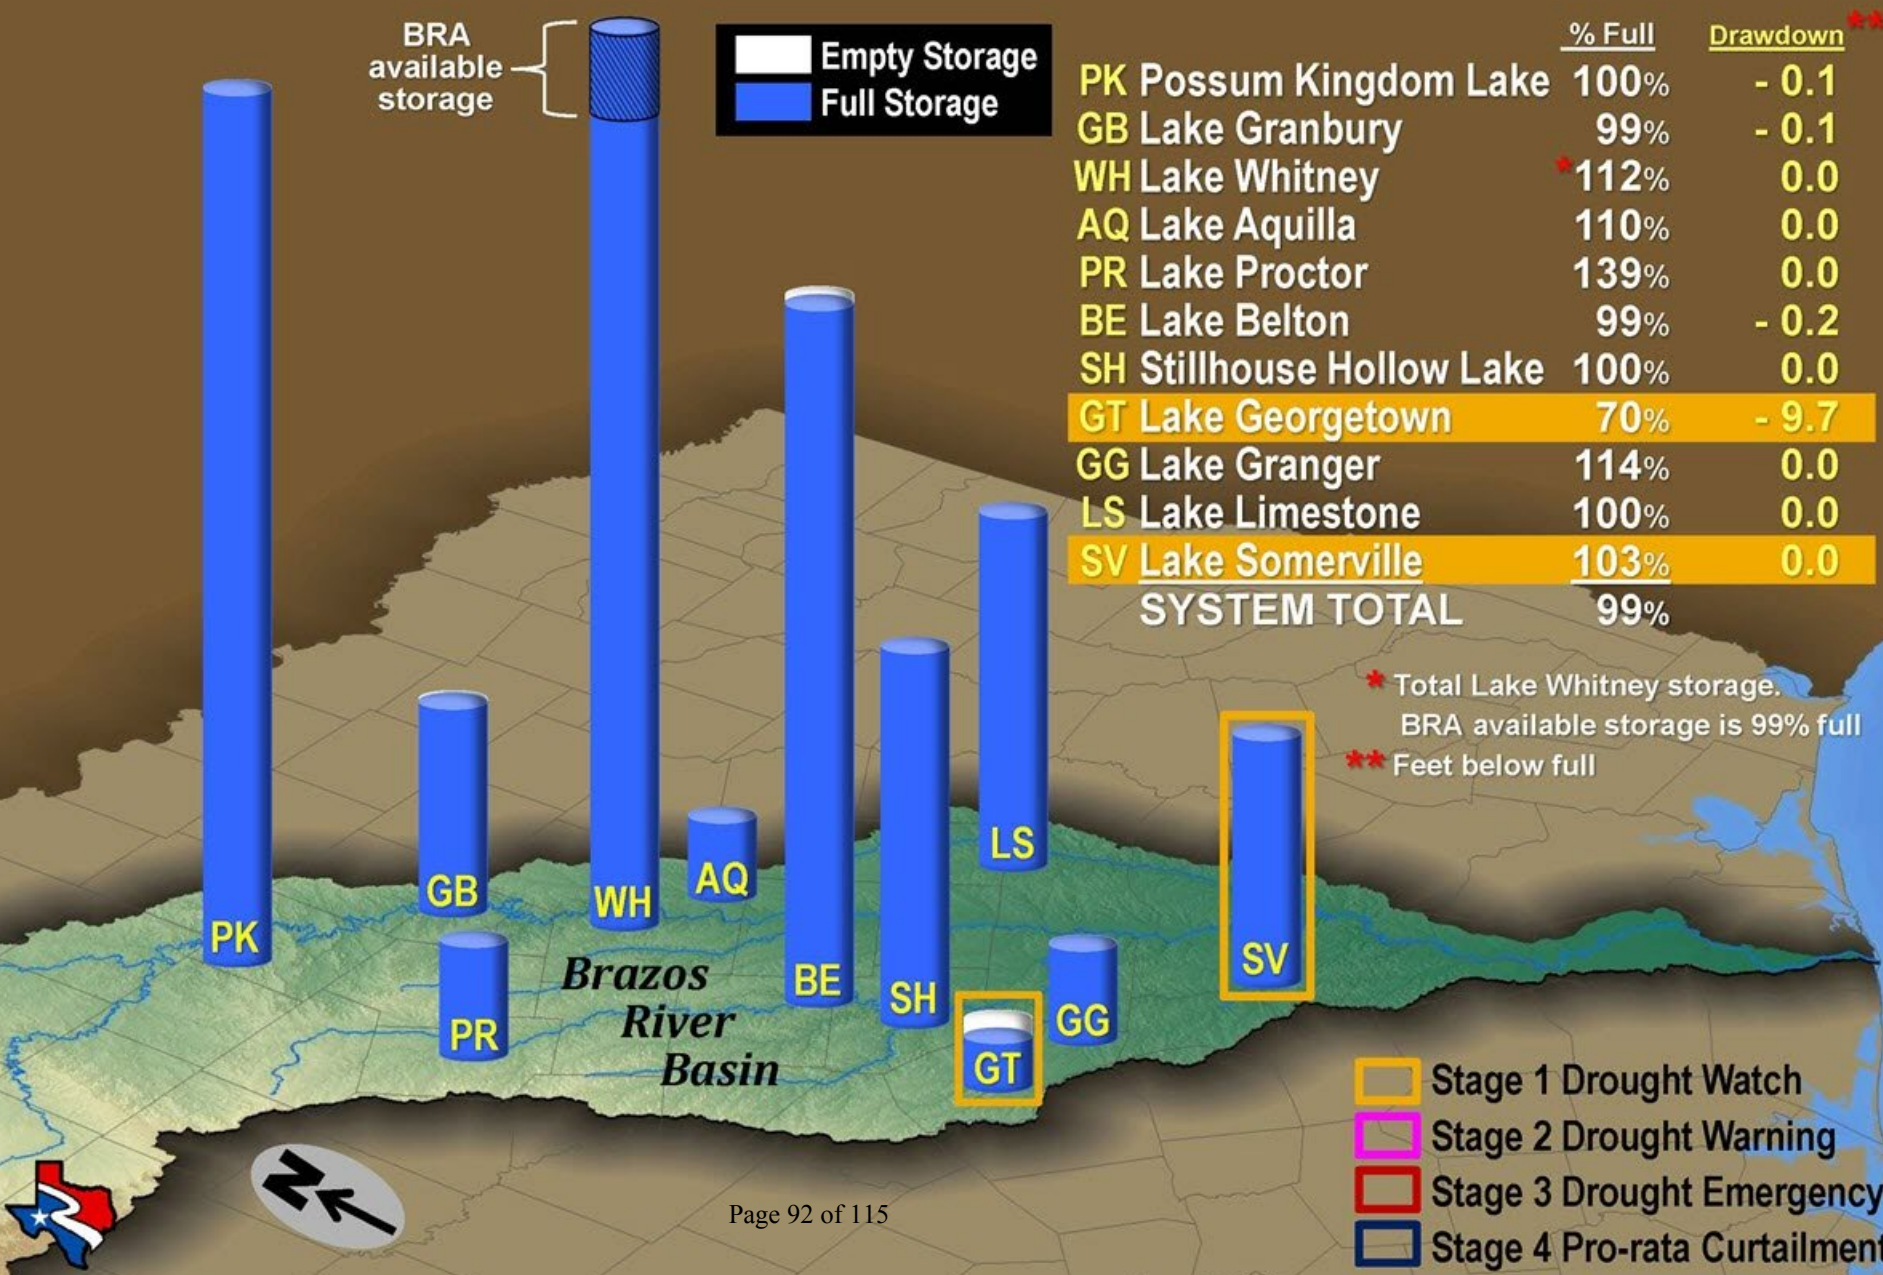 BRA
available
storage
Empty Storage
Full Storage
% Full Drawdown **
PK Possum Kingdom Lake 100% - 0.1
GB Lake Granbury 99% - 0.1
WH Lake Whitney *112% 0.0
AQ Lake Aquilla 110% 0.0
PR Lake Proctor 139% 0.0
BE Lake Belton 99% - 0.2
SH Stillhouse Hollow Lake 100% 0.0
GT Lake Georgetown 70% - 9.7
GG Lake Granger 114% 0.0
LS Lake Limestone 100% 0.0
SV Lake Somerville 103% 0.0
SYSTEM TOTAL 99%
* Total Lake Whitney storage.
BRA available storage is 99% full
** Feet below full
PK
GB
WH
AQ
LS
PR
BE
SH
GT
GG
SV
Brazos
River
Basin
N
Page 92 of 115
Stage 1 Drought Watch
Stage 2 Drought Warning
Stage 3 Drought Emergency
Stage 4 Pro-rata Curtailment